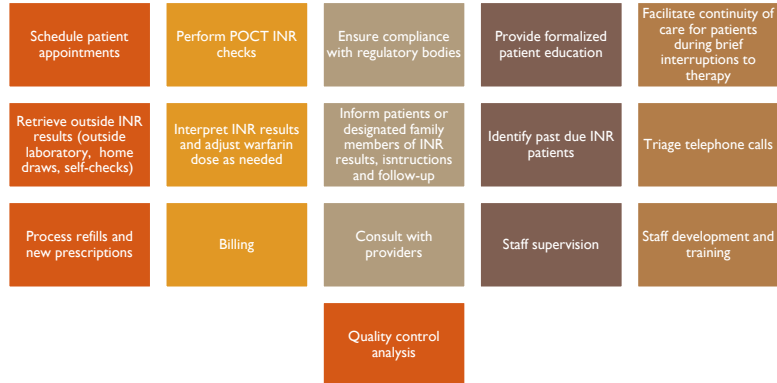 Schedule patient
appointments
Perform POCT INR
checks
Ensure compliance
with regulatory bodies
Provide formalized
patient education
Facilitate continuity of
care for patients
during brief
interruptions to
therapy
Retrieve outside INR
results (outside
laboratory, home
draws, self-checks)
Interpret INR results
and adjust warfarin
dose as needed
Inform patients or
designated family
members of INR
results, istructions
and follow-up
Identify past due INR
patients
Triage telephone calls
Process refills and
new prescriptions
Billing
Consult with
providers
Staff supervision
Staff development and
training
Quality control
analysis